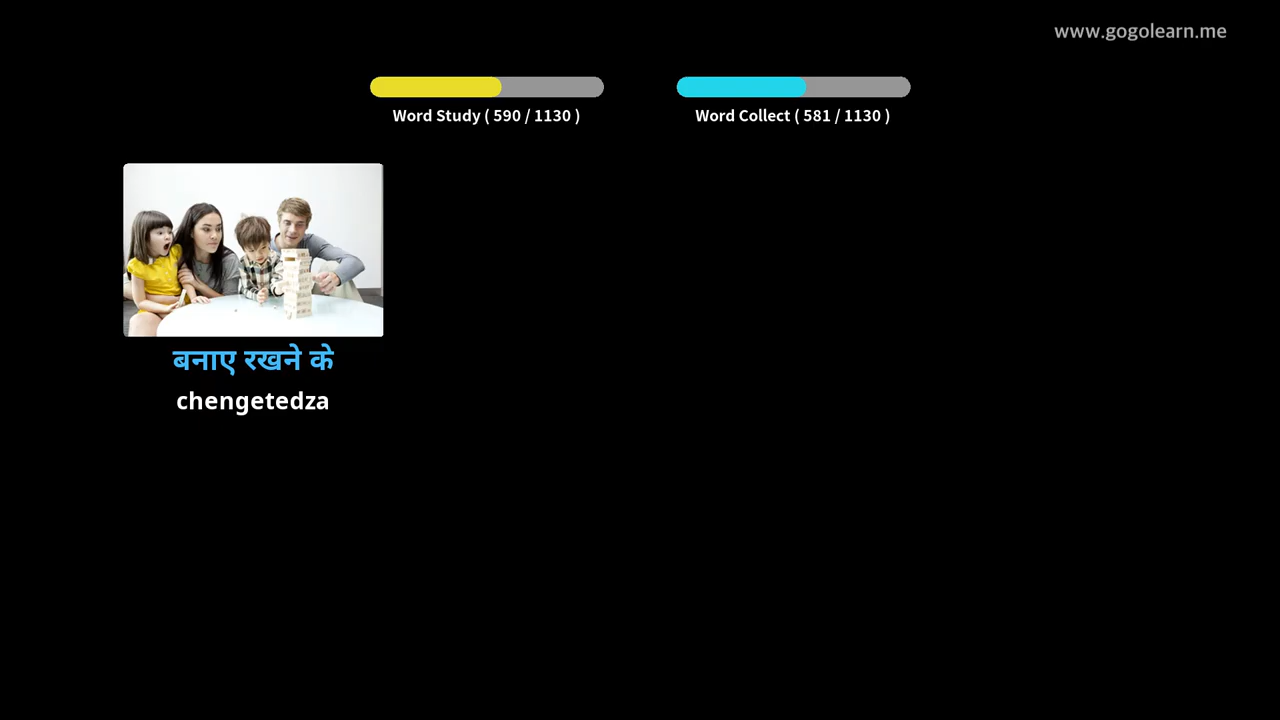 www.gogolearn.me
Word Study ( 590 / 1130 )
Word Collect ( 581 / 1130 )
बनाए रखने के
chengetedza